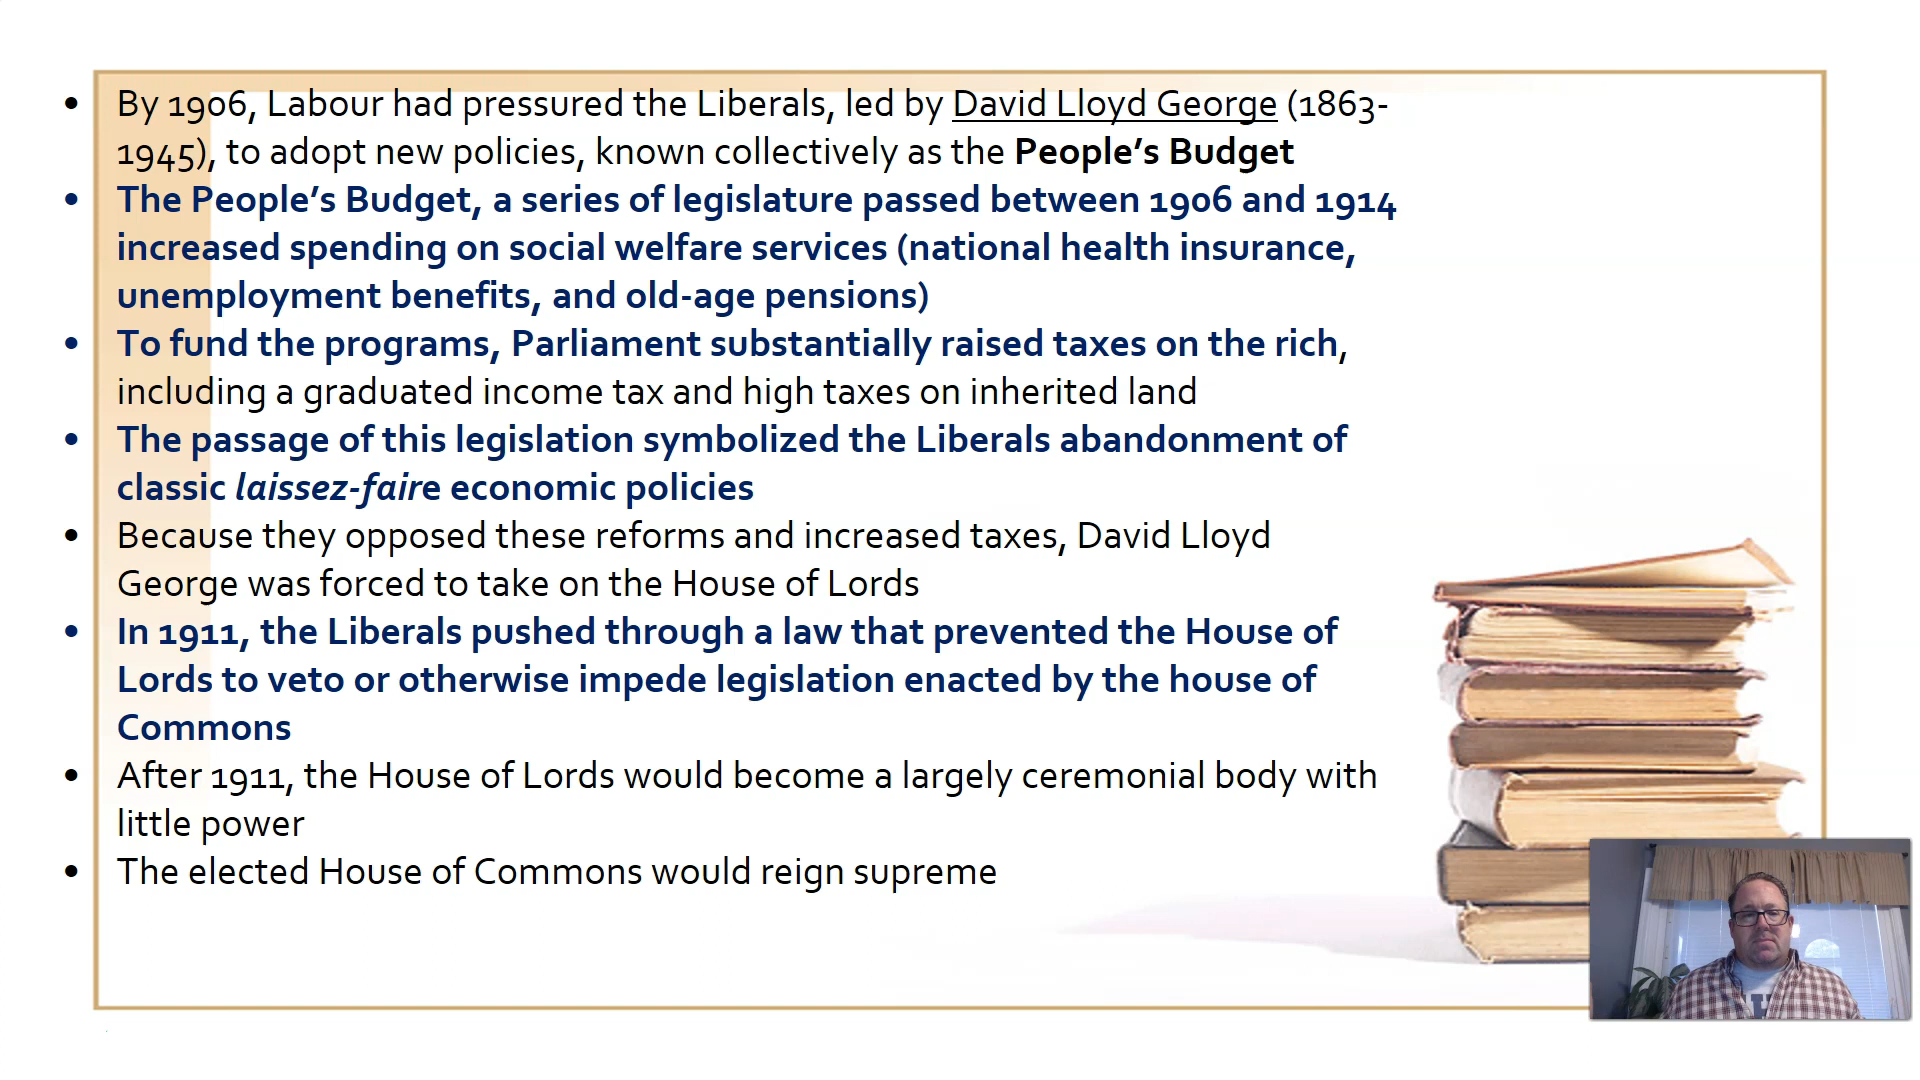 • By 1906, Labour had pressured the Liberals, led by David Lloyd George (1863-
1945), to adopt new policies, known collectively as the People’s Budget
• The People’s Budget, a series of legislature passed between 1906 and 1914
increased spending on social welfare services (national health insurance,
unemployment benefits, and old-age pensions)
• To fund the programs, Parliament substantially raised taxes on the rich,
including a graduated income tax and high taxes on inherited land
• The passage of this legislation symbolized the Liberals abandonment of
classic laissez-faire economic policies
• Because they opposed these reforms and increased taxes, David Lloyd
George was forced to take on the House of Lords
• In 1911, the Liberals pushed through a law that prevented the House of
Lords to veto or otherwise impede legislation enacted by the house of
Commons
• After 1911, the House of Lords would become a largely ceremonial body with
little power
• The elected House of Commons would reign supreme